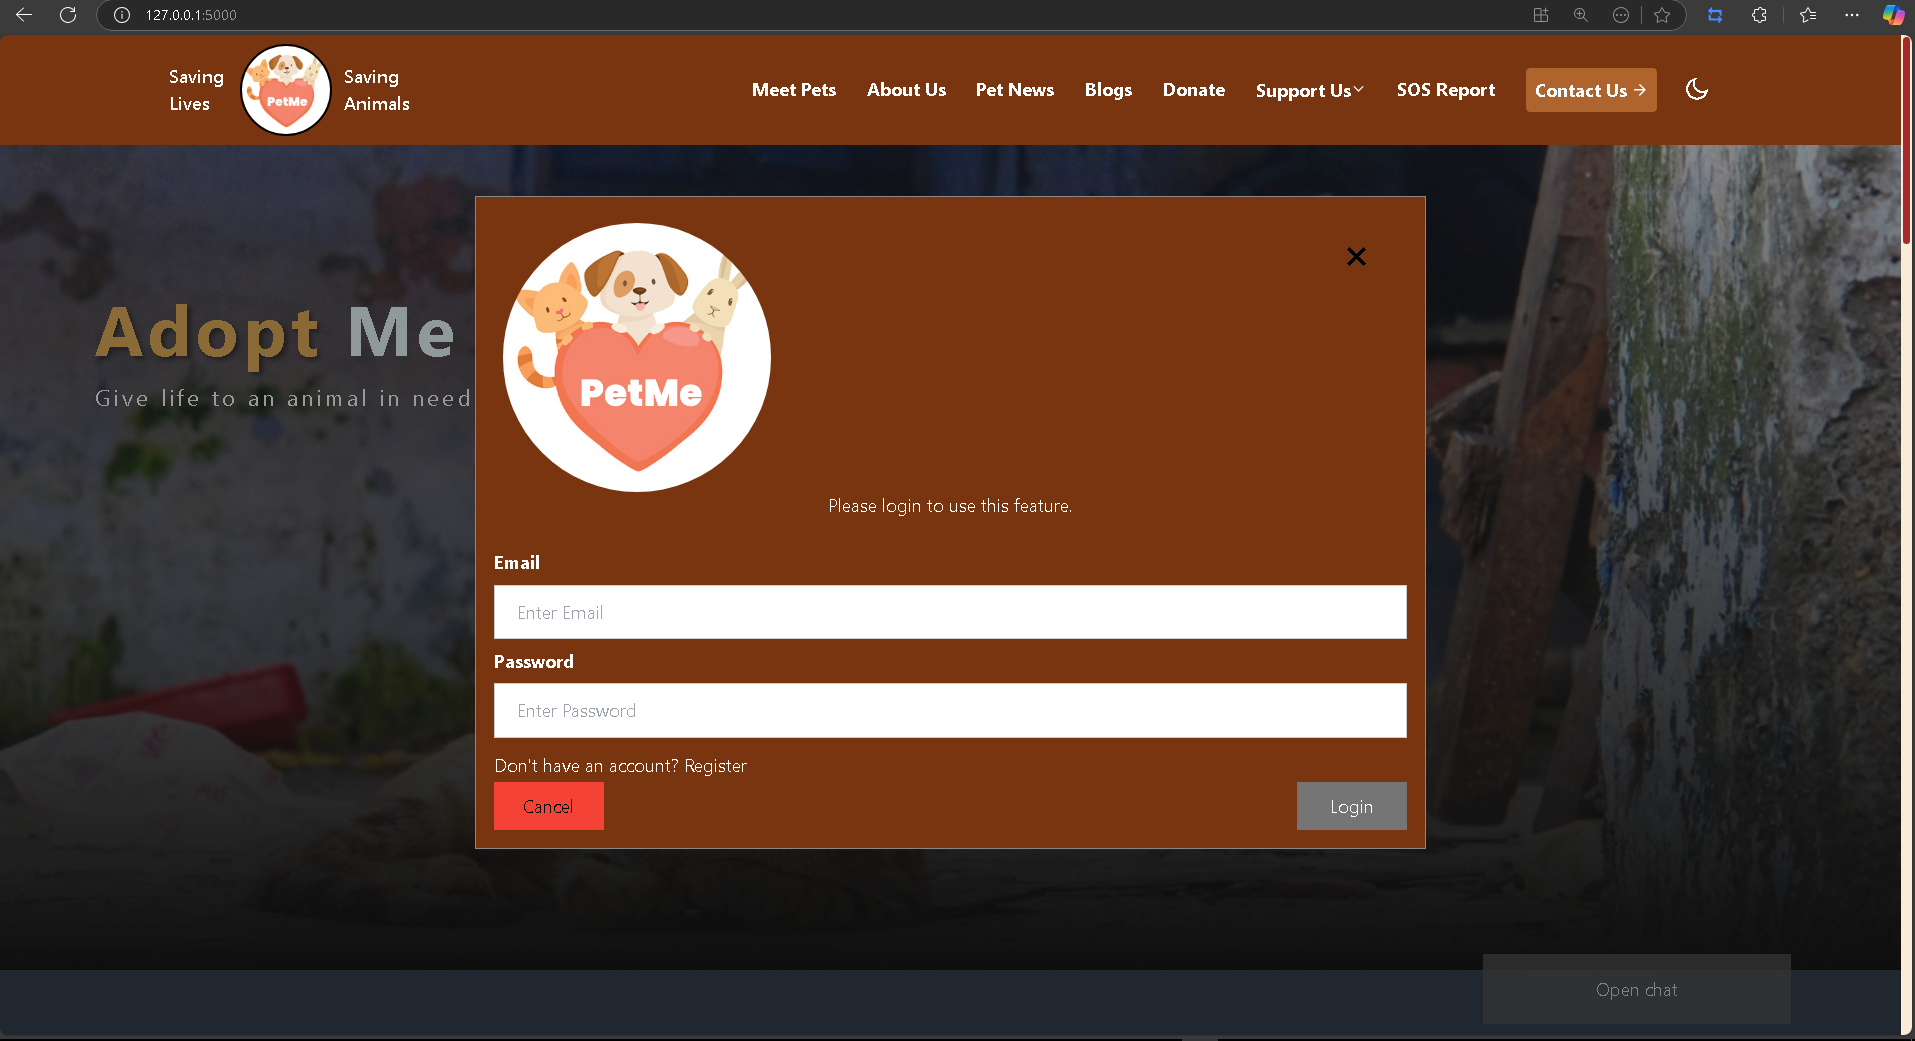 127.0.0.1:5000
Saving
Lives
PetMe
Saving
Animals
Meet Pets
About Us
Pet News
Blogs
Donate
Support Us
SOS Report
Contact Us →
Adopt Me
Give life to an animal in need
PetMe
Please login to use this feature.
Email
Enter Email
Password
Enter Password
Don't have an account? Register
Cancel
Login
Open chat